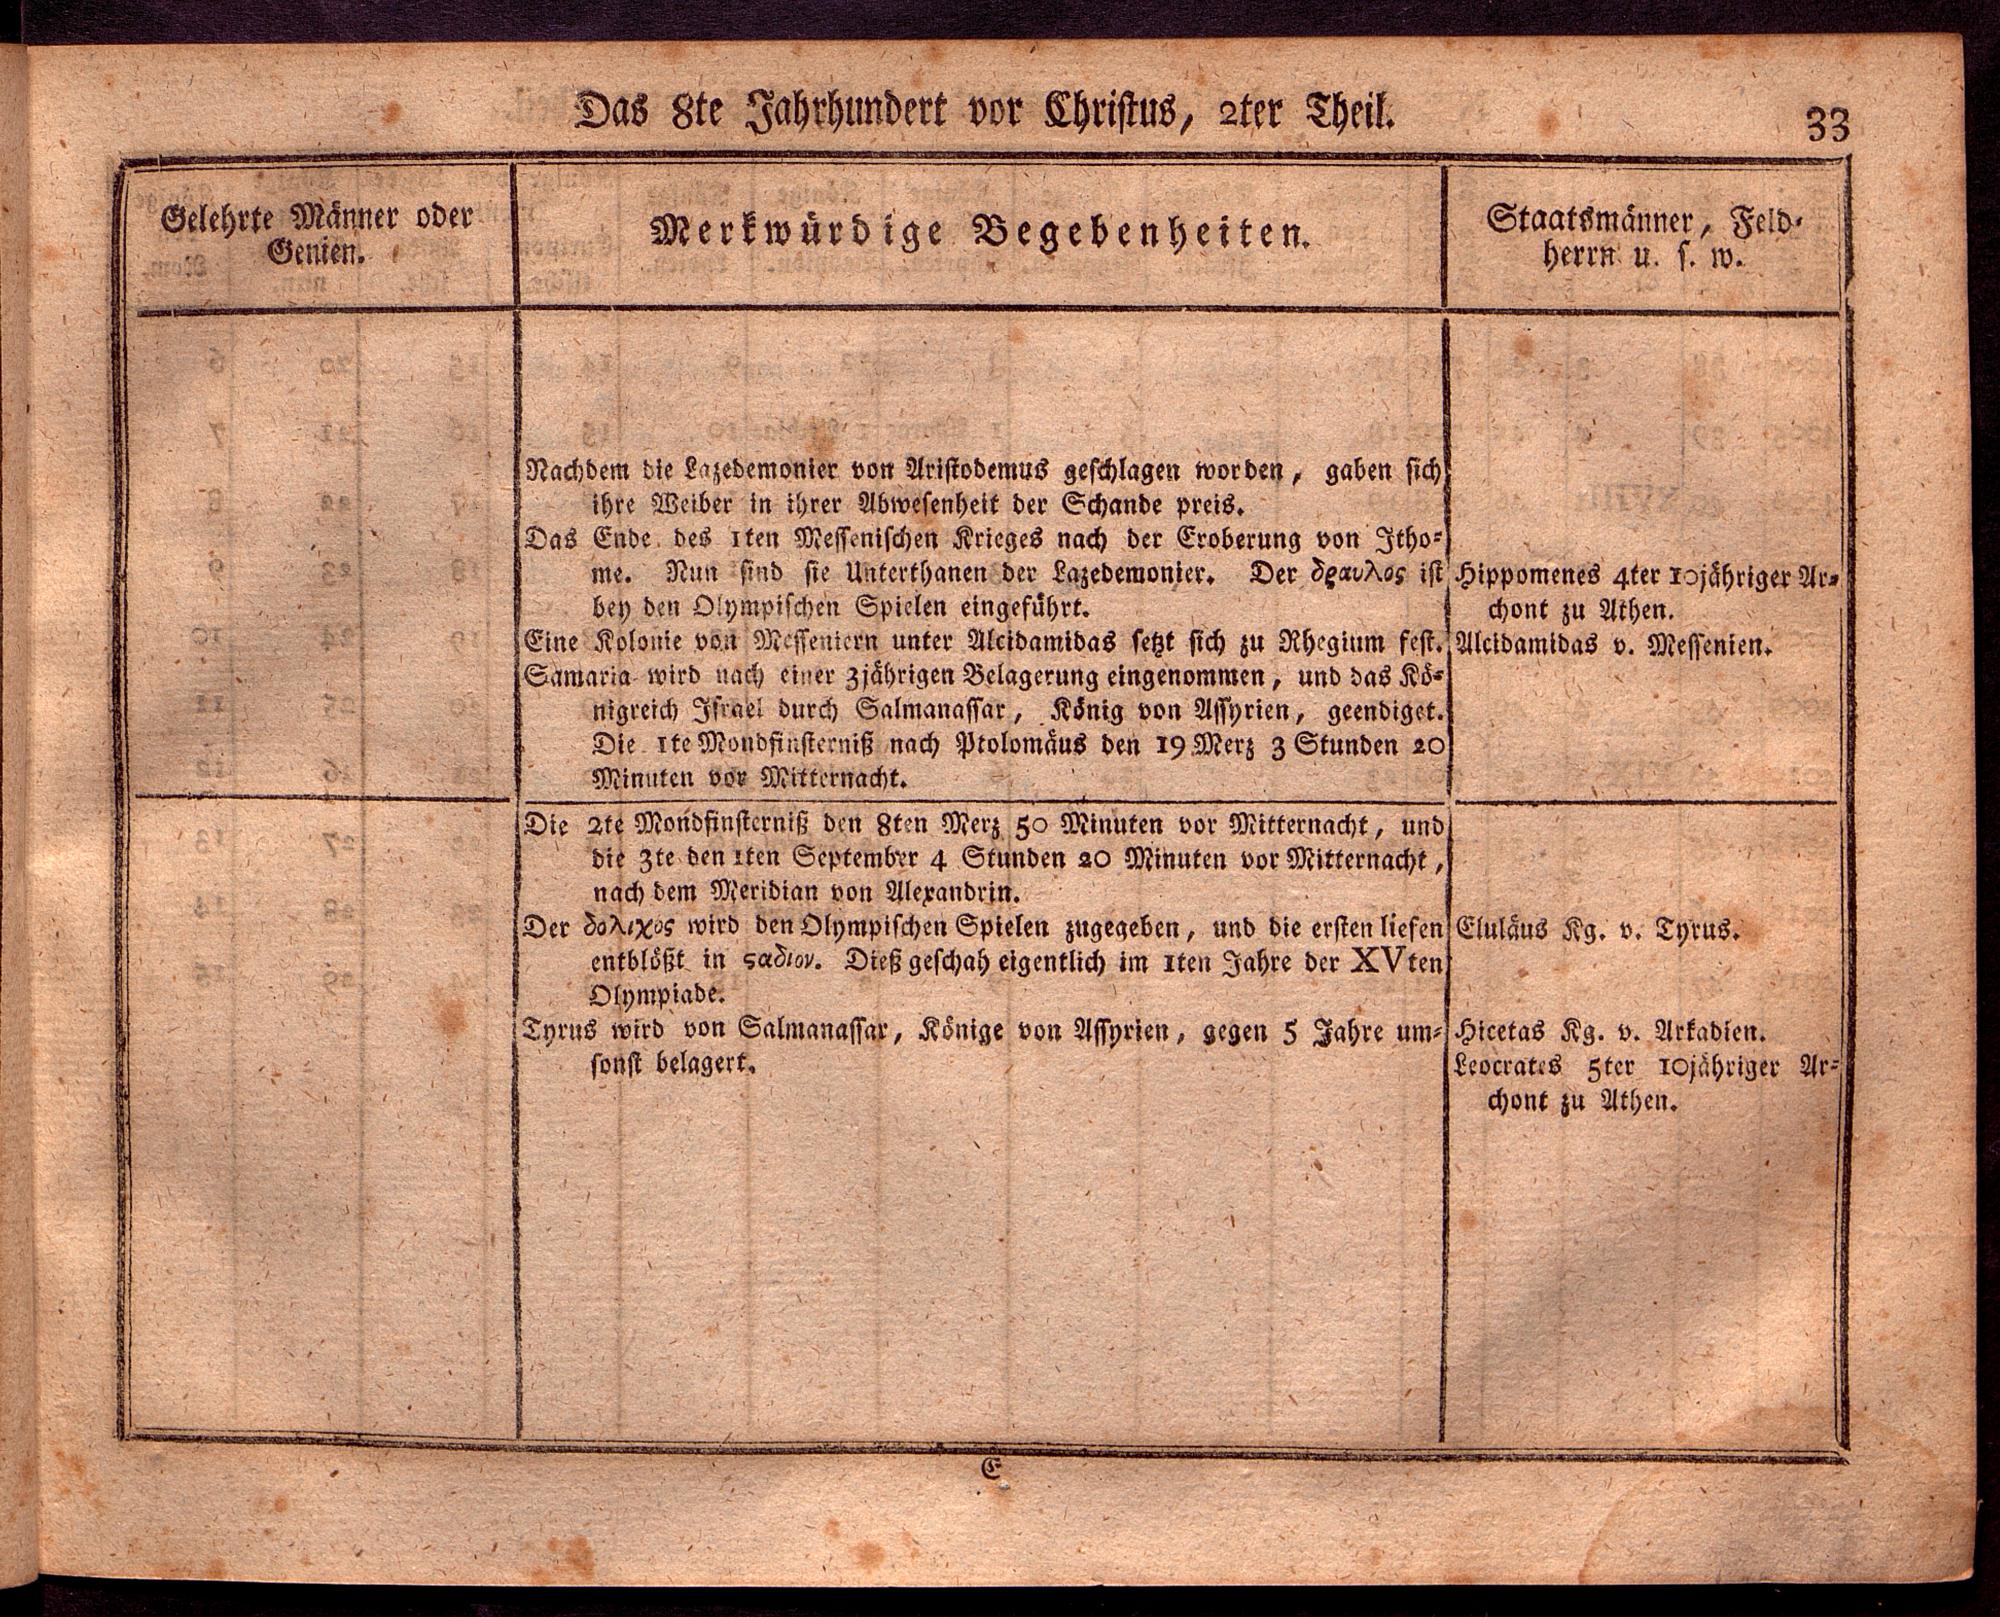 Das 8te Jahrhundert vor Christus, 2ter Theil.
33
Gelehrte Männer oder
Genien.
Merkwürdige Begebenheiten.
Staatsmänner, Feld-
herrn u. s. w.
Nachdem die Lazedemonier von Aristodemus geschlagen worden, gaben sich
ihre Weiber in ihrer Abwesenheit der Schande preis.
Das Ende des 1ten Messenischen Krieges nach der Eroberung von Itho-
me. Nun sind sie Unterthanen der Lazedemonier. Der δραυλος ist
bey den Olympischen Spielen eingeführt.
Eine Kolonie von Messeniern unter Alcidamidas setzt sich zu Rhegium fest.
Samaria wird nach einer 3jährigen Belagerung eingenommen, und das Kö-
nigreich Israel durch Salmanassar, König von Assyrien, geendiget.
Die 1te Mondfinsterniß nach Ptolomäus den 19 Merz 3 Stunden 20
Minuten vor Mitternacht.
Hippomenes 4ter 10jähriger Ar-
chont zu Athen.
Alcidamidas v. Messenien.
Die 2te Mondfinsterniß den 8ten Merz 50 Minuten vor Mitternacht, und
die 3te den 1ten September 4 Stunden 20 Minuten vor Mitternacht,
nach dem Meridian von Alexandrin.
Der δολιχος wird den Olympischen Spielen zugegeben, und die ersten liefen
entblößt in ςαδιον. Dieß geschah eigentlich im 1ten Jahre der XVten
Olympiade.
Tyrus wird von Salmanassar, Könige von Assyrien, gegen 5 Jahre um-
sonst belagert.
Eluläus Kg. v. Tyrus.
Hicetas Kg. v. Arkadien.
Leocrates 5ter 10jähriger Ar-
chont zu Athen.
E